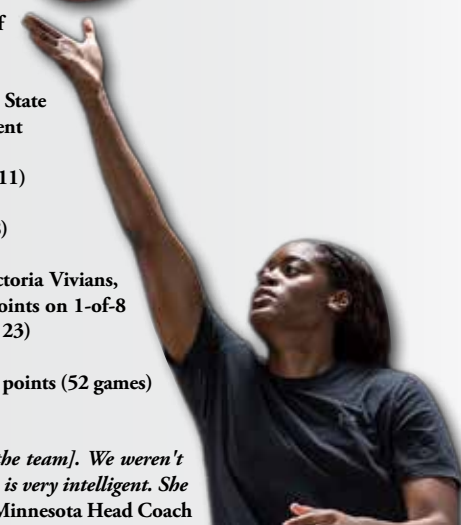 f
State
ent
11)
)
ctoria Vivians,
oints on 1-of-8
23)
points (52 games)
he team]. We weren't
is very intelligent. She
Minnesota Head Coach